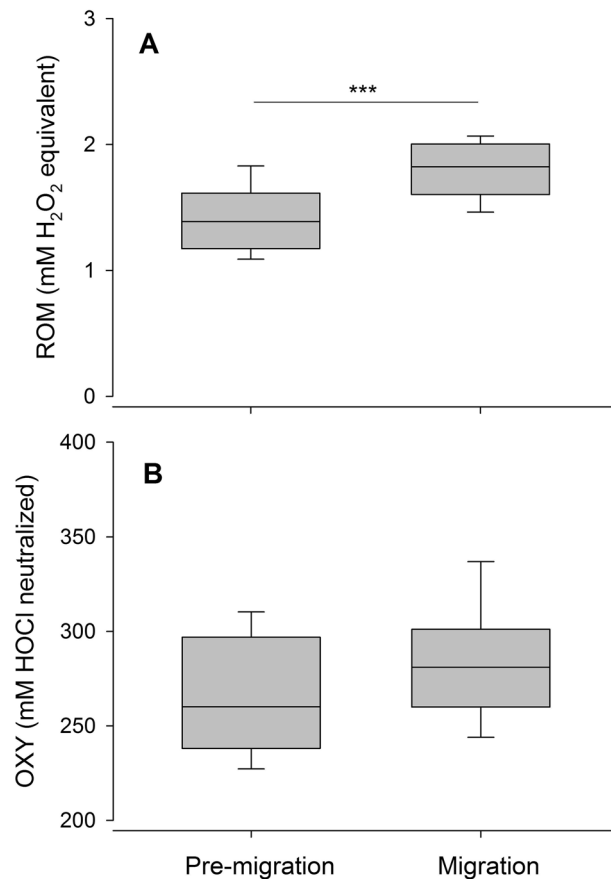 A
***
ROM (mM H₂O₂ equivalent)
3
2
1
0
B
OXY (mM HOCl neutralized)
400
350
300
250
200
Pre-migration Migration